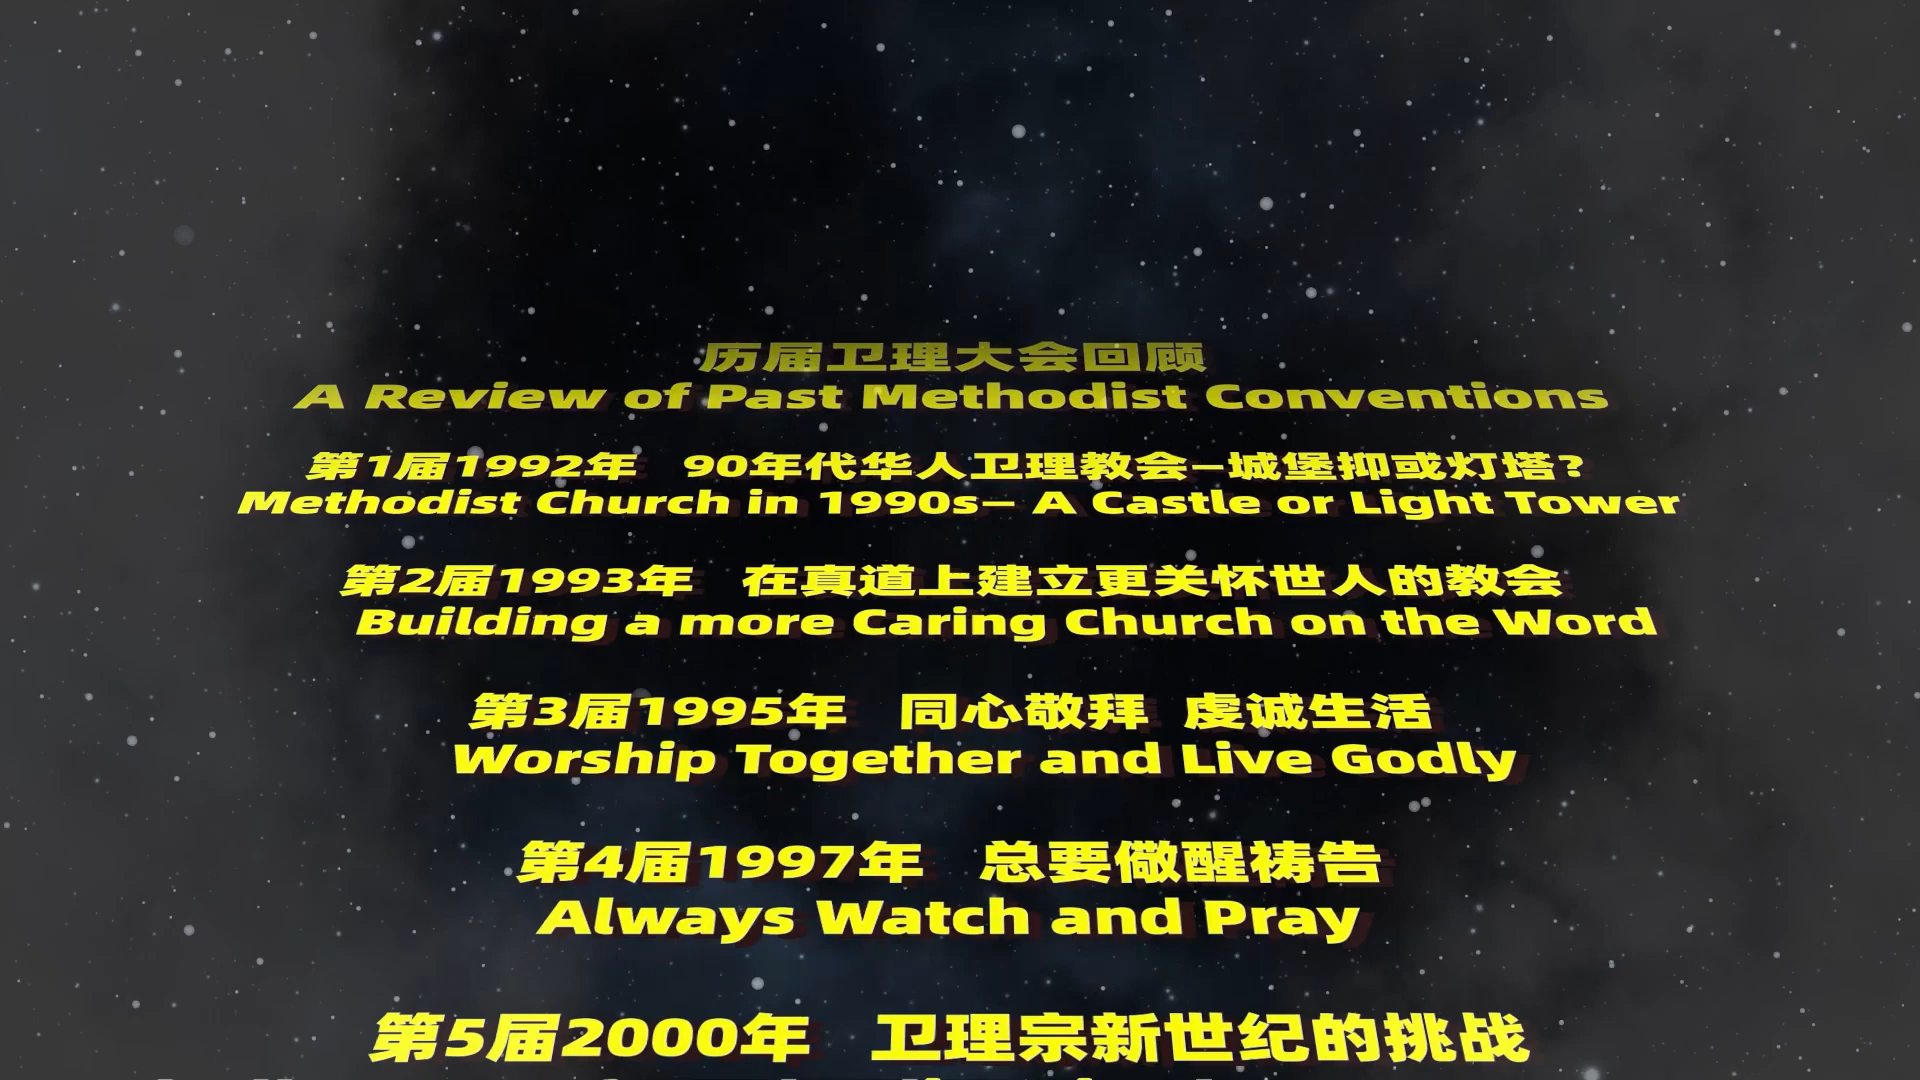 历届卫理大会回顾
A Review of Past Methodist Conventions
第1届1992年 90年代华人卫理教会–城堡抑或灯塔?
Methodist Church in 1990s– A Castle or Light Tower
第2届1993年 在真道上建立更关怀世人的教会
Building a more Caring Church on the Word
第3届1995年 同心敬拜 虔诚生活
Worship Together and Live Godly
第4届1997年 总要儆醒祷告
Always Watch and Pray
第5届2000年 卫理宗新世纪的挑战